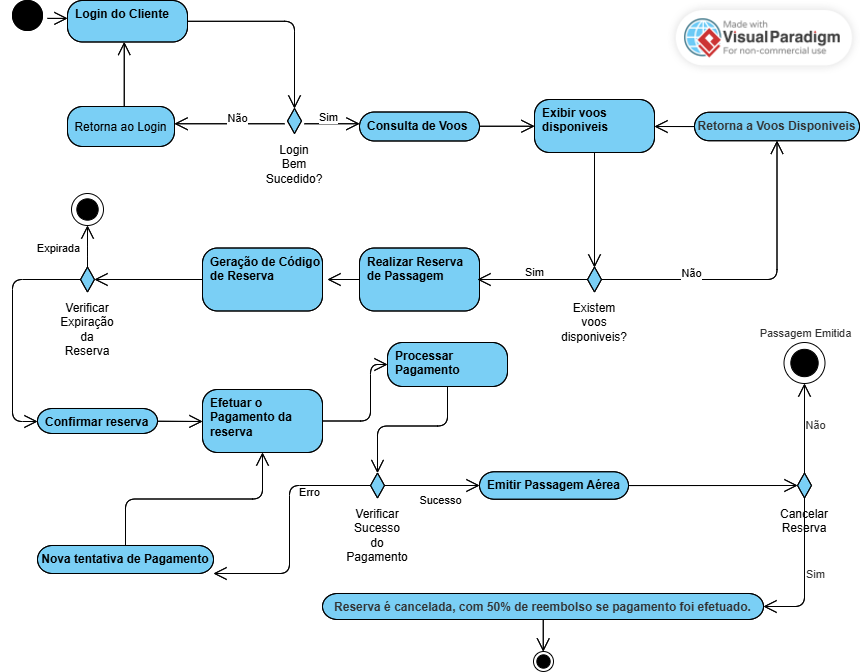 Login do Cliente
Made with
VisualParadigm
For non-commercial use
Retorna ao Login
Não
Sim
Login
Bem
Sucedido?
Consulta de Voos
Exibir voos
disponiveis
Retorna a Voos Disponiveis
Expirada
Verificar
Expiração
da
Reserva
Geração de Código
de Reserva
Realizar Reserva
de Passagem
Sim
Não
Existem
voos
disponiveis?
Passagem Emitida
Processar
Pagamento
Confirmar reserva
Efetuar o
Pagamento da
reserva
Não
Erro
Verificar
Sucesso
do
Pagamento
Sucesso
Emitir Passagem Aérea
Cancelar
Reserva
Nova tentativa de Pagamento
Sim
Reserva é cancelada, com 50% de reembolso se pagamento foi efetuado.